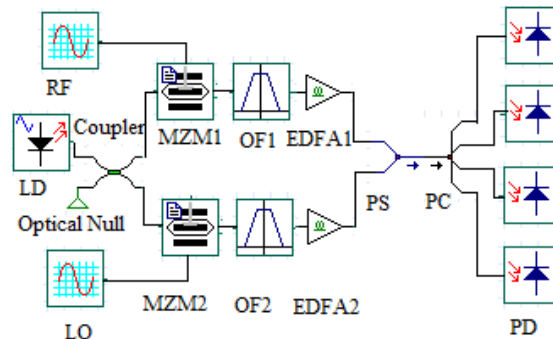 RF
Coupler
MZM1
OF1
EDFA1
LD
Optical Null
PS
PC
MZM2
OF2
EDFA2
LO
PD